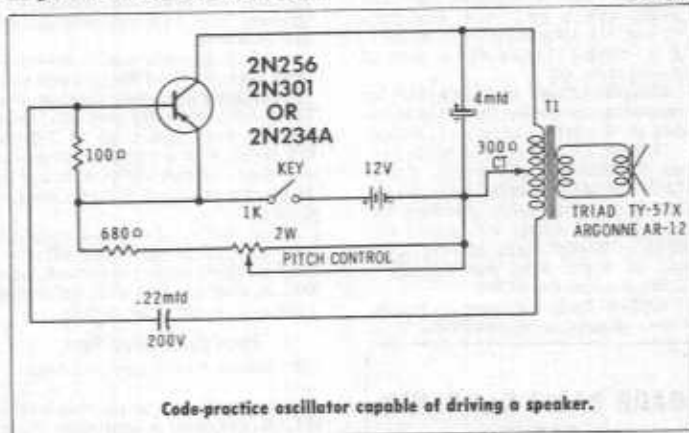 2N256
2N301
OR
2N234A
4mfd
T1
100Ω
300Ω
CT
KEY
12V
1K
TRIAD TY-57X
ARGONNE AR-12
680Ω
2W
PITCH CONTROL
.22mfd
200V
Code-practice oscillator capable of driving a speaker.